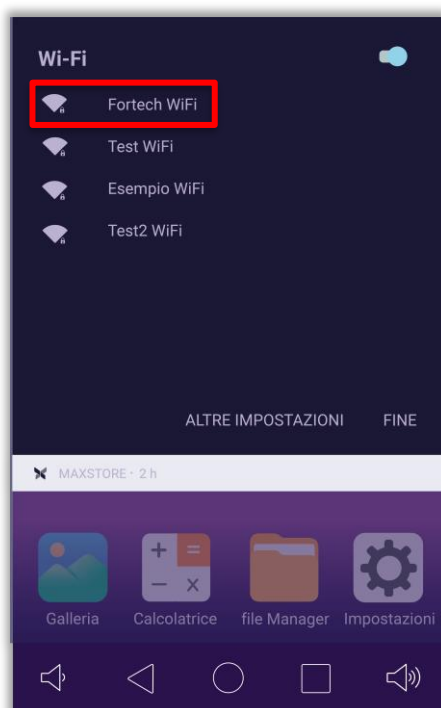 Wi-Fi
Fortech WiFi
Test WiFi
Esempio WiFi
Test2 WiFi
ALTRE IMPOSTAZIONI FINE
MAXSTORE · 2 h
Galleria Calcolatrice file Manager Impostazioni